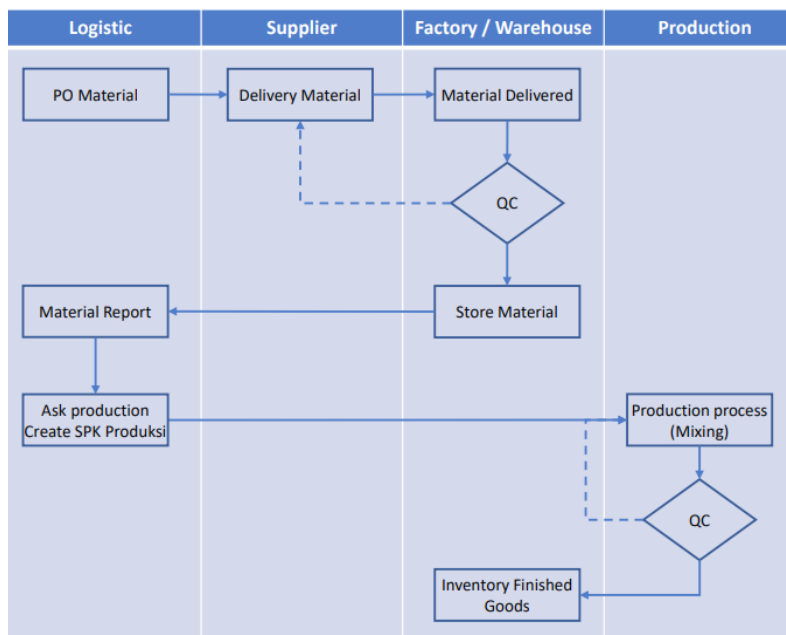 Logistic
Supplier
Factory / Warehouse
Production
PO Material
Delivery Material
Material Delivered
QC
Material Report
Store Material
Ask production
Create SPK Produksi
Production process
(Mixing)
QC
Inventory Finished
Goods